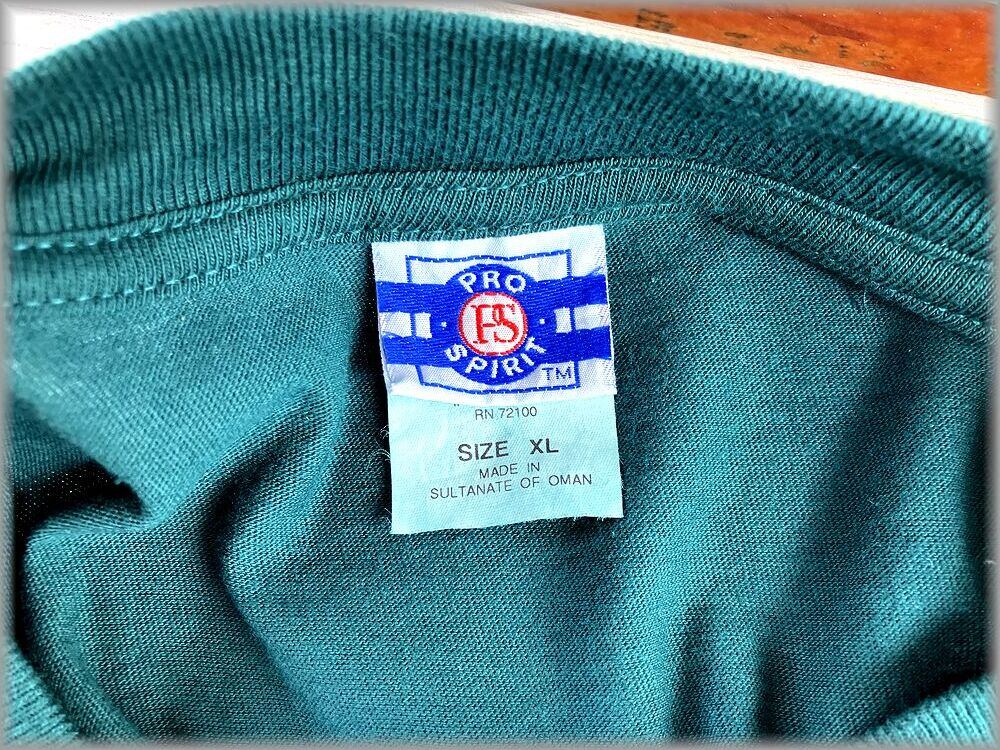 PRO
PS
SPIRIT
TM
RN 72100
SIZE XL
MADE IN
SULTANATE OF OMAN